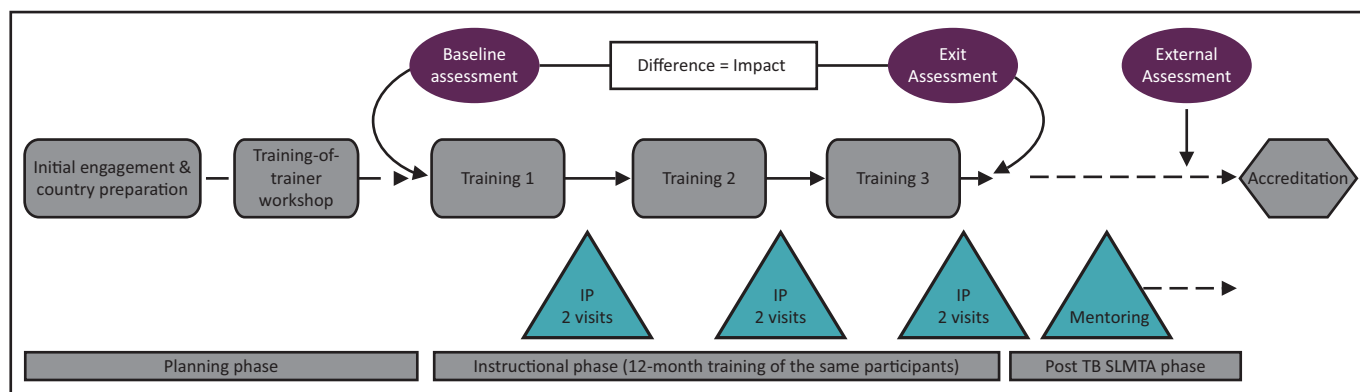 Baseline
assessment
Difference = Impact
Exit
Assessment
External
Assessment
Initial engagement &
country preparation
Training-of-
trainer
workshop
Training 1
Training 2
Training 3
Accreditation
IP
2 visits
IP
2 visits
IP
2 visits
Mentoring
Planning phase
Instructional phase (12-month training of the same participants)
Post TB SLMTA phase